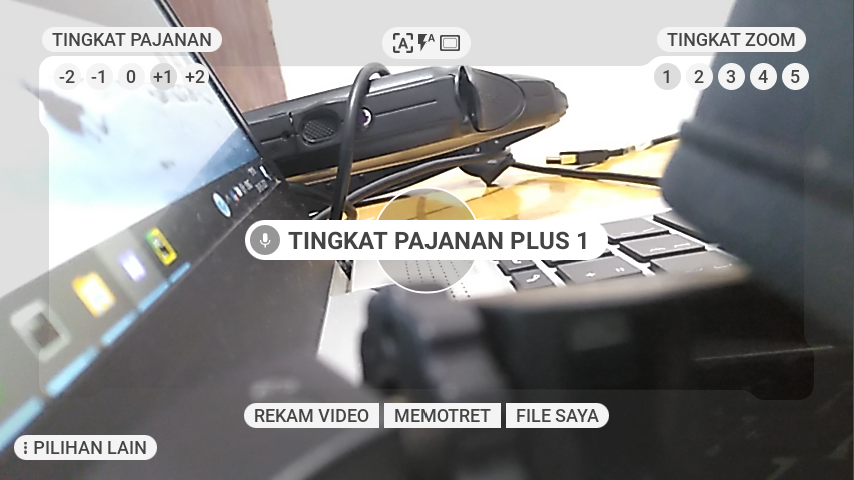 TINGKAT PAJANAN
TINGKAT ZOOM
-2 -1 0 +1 +2
1 2 3 4 5
TINGKAT PAJANAN PLUS 1
REKAM VIDEO
MEMOTRET
FILE SAYA
PILIHAN LAIN